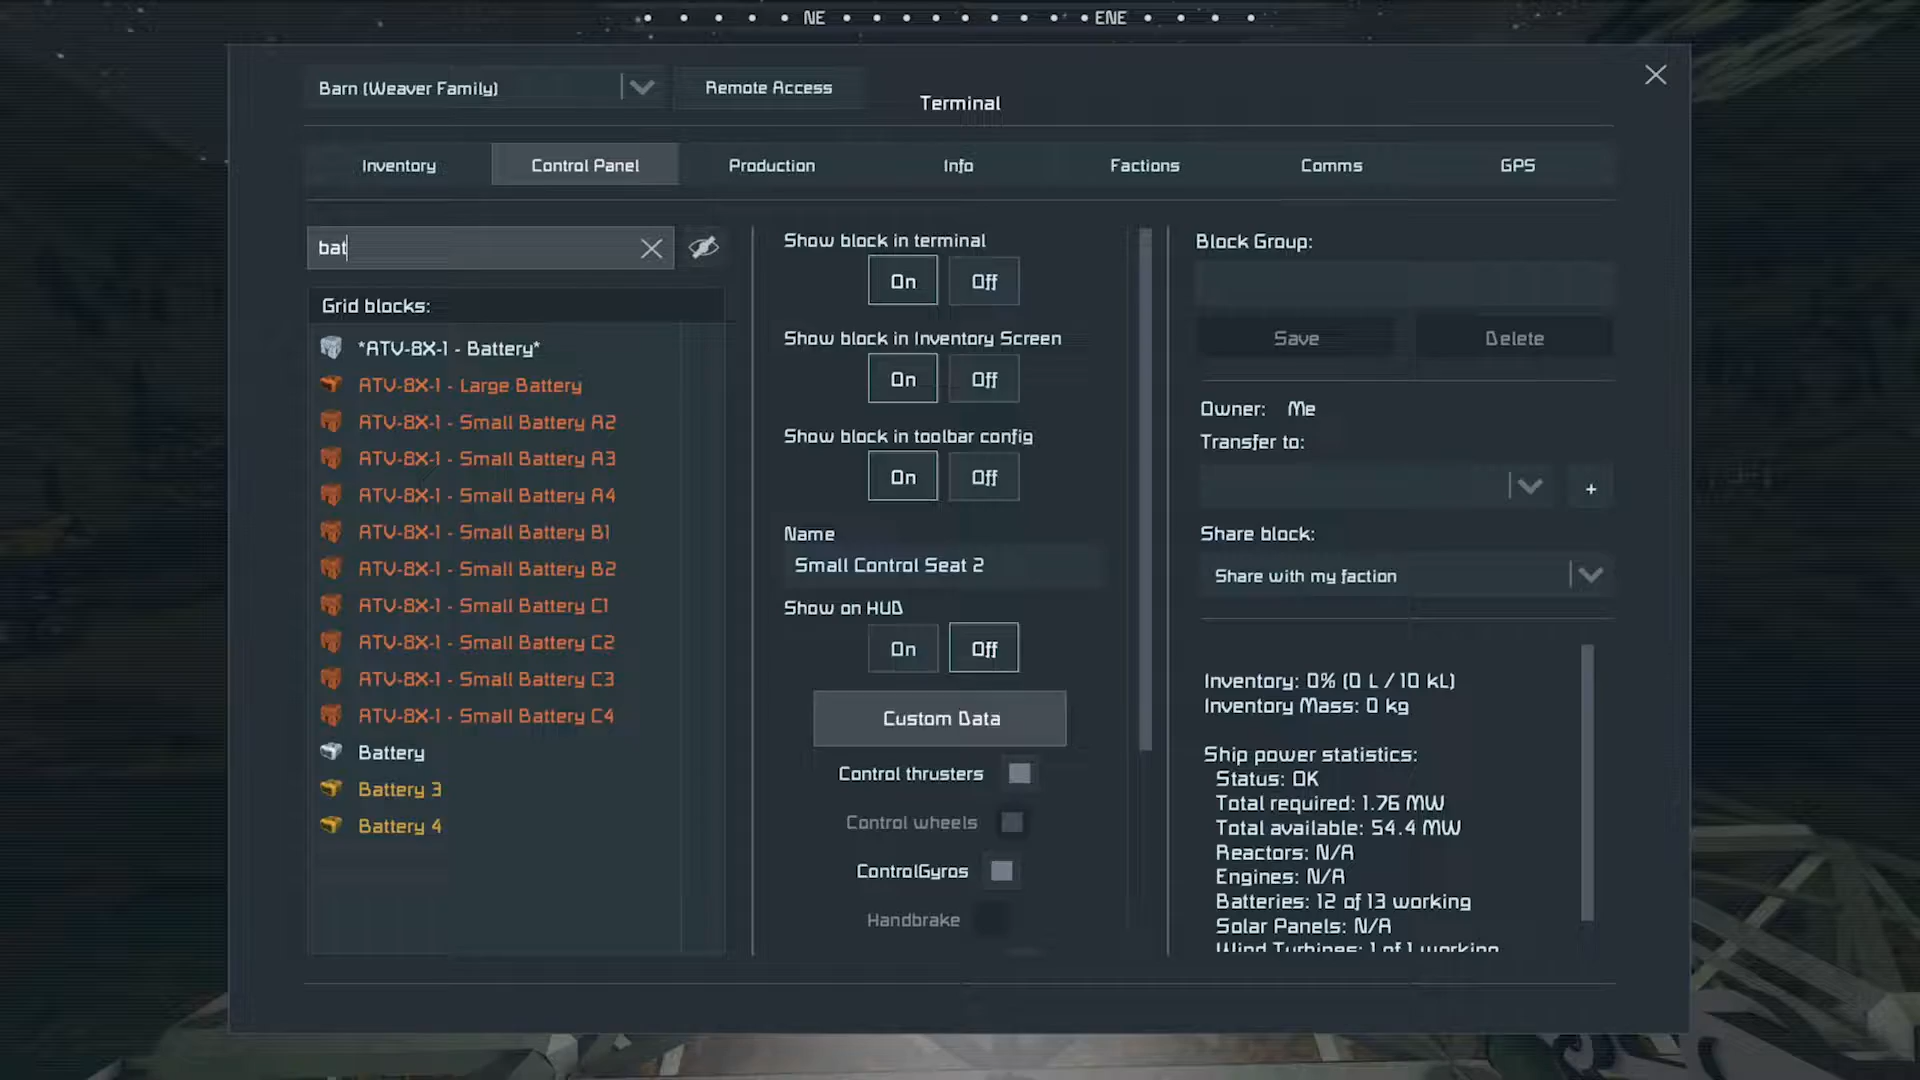 NE ENE
Barn (Weaver Family)
Remote Access
Terminal
Inventory
Control Panel
Production
Info
Factions
Comms
GPS
bat
Grid blocks:
*ATV-8X-1 - Battery*
ATV-8X-1 - Large Battery
ATV-8X-1 - Small Battery A2
ATV-8X-1 - Small Battery A3
ATV-8X-1 - Small Battery A4
ATV-8X-1 - Small Battery B1
ATV-8X-1 - Small Battery B2
ATV-8X-1 - Small Battery C1
ATV-8X-1 - Small Battery C2
ATV-8X-1 - Small Battery C3
ATV-8X-1 - Small Battery C4
Battery
Battery 3
Battery 4
Show block in terminal
On Off
Show block in Inventory Screen
On Off
Show block in toolbar config
On Off
Name
Small Control Seat 2
Show on HUD
On Off
Custom Data
Control thrusters
Control wheels
ControlGyros
Handbrake
Block Group:
Save Delete
Owner: Me
Transfer to:
+
Share block:
Share with my faction
Inventory: 0% (0 L / 10 kL)
Inventory Mass: 0 kg
Ship power statistics:
Status: OK
Total required: 1.76 MW
Total available: 54.4 MW
Reactors: N/A
Engines: N/A
Batteries: 12 of 13 working
Solar Panels: N/A
Wind Turbines: 1 of 1 working